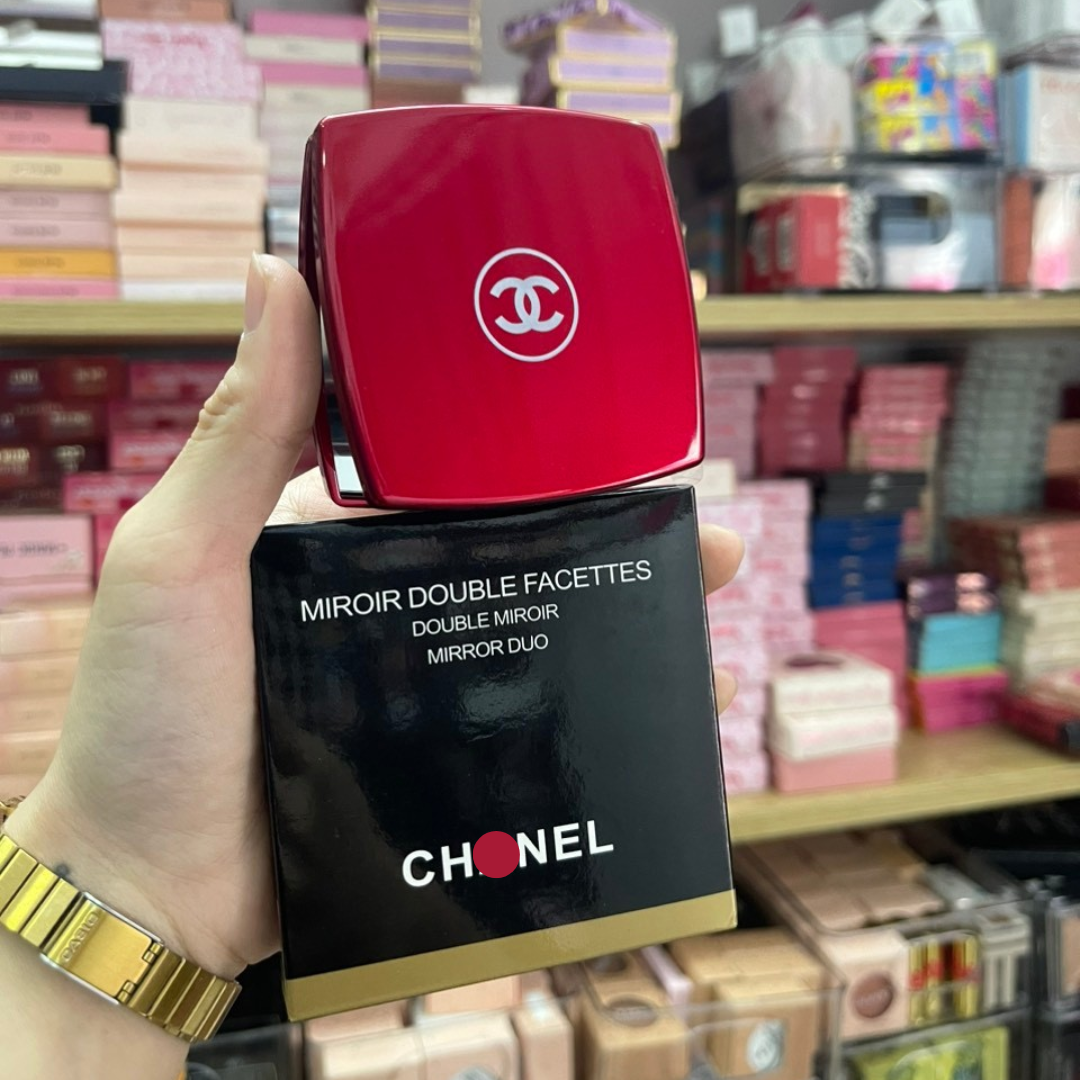 MIROIR DOUBLE FACETTES
DOUBLE MIROIR
MIRROR DUO
CH NEL